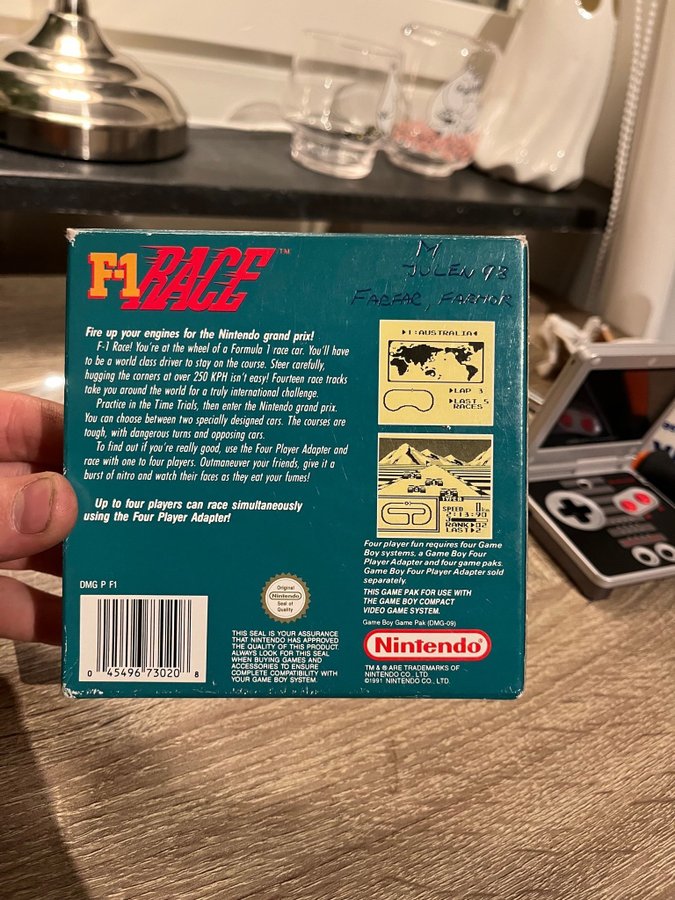 F-1 RACE™
M
JULEN 93
FARFAR, FARMOR
Fire up your engines for the Nintendo grand prix!
F-1 Race! You're at the wheel of a Formula 1 race car. You'll have
to be a world class driver to stay on the course. Steer carefully,
hugging the corners at over 250 KPH isn't easy! Fourteen race tracks
take you around the world for a truly international challenge.
Practice in the Time Trials, then enter the Nintendo grand prix.
You can choose between two specially designed cars. The courses are
tough, with dangerous turns and opposing cars.
To find out if you're really good, use the Four Player Adapter and
race with one to four players. Outmaneuver your friends, give it a
burst of nitro and watch their faces as they eat your fumes!
Up to four players can race simultaneously
using the Four Player Adapter!
1:AUSTRALIA
LAP 3
LAST 5
RACES
TYPE B
SPEED
2:13:90
RANK 02
LAST 2
Four player fun requires four Game
Boy systems, a Game Boy Four
Player Adapter and four game paks.
Game Boy Four Player Adapter sold
separately.
THIS GAME PAK FOR USE WITH
THE GAME BOY COMPACT
VIDEO GAME SYSTEM.
Game Boy Game Pak (DMG-09)
Nintendo®
TM & ® ARE TRADEMARKS OF
NINTENDO CO., LTD.
©1991 NINTENDO CO., LTD.
DMG P F1
0 45496 73020 8
Original
Nintendo
Seal of
Quality
THIS SEAL IS YOUR ASSURANCE
THAT NINTENDO HAS APPROVED
THE QUALITY OF THIS PRODUCT.
ALWAYS LOOK FOR THIS SEAL
WHEN BUYING GAMES AND
ACCESSORIES TO ENSURE
COMPLETE COMPATIBILITY WITH
YOUR GAME BOY SYSTEM.